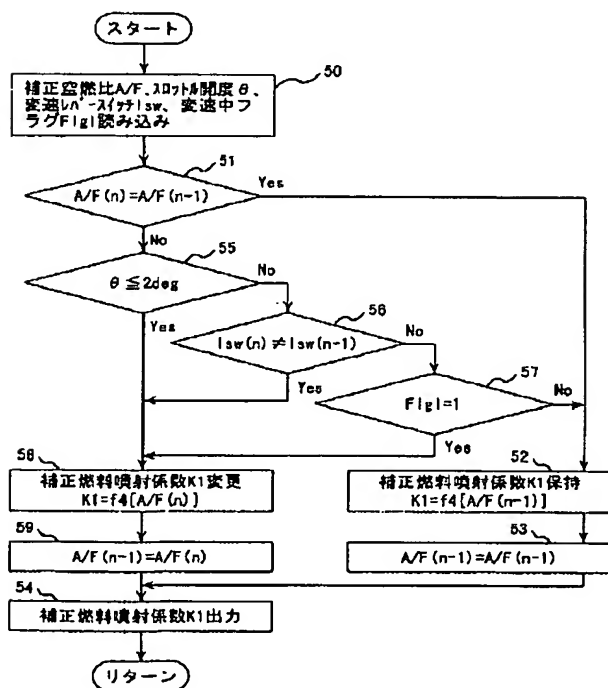 スタート
50
補正空燃比A/F、スロットル開度θ、
変速レバースイッチIsw、変速中フ
ラグFlgl読み込み
51
A/F(n)=A/F(n-1)
Yes
No
55
θ≦2deg
No
Yes
56
Isw(n)≠Isw(n-1)
No
Yes
57
Flgl=1
No
Yes
58
補正燃料噴射係数K1変更
K1=f4[A/F(n)]
52
補正燃料噴射係数K1保持
K1=f4[A/F(n-1)]
59
A/F(n-1)=A/F(n)
53
A/F(n-1)=A/F(n-1)
54
補正燃料噴射係数K1出力
リターン